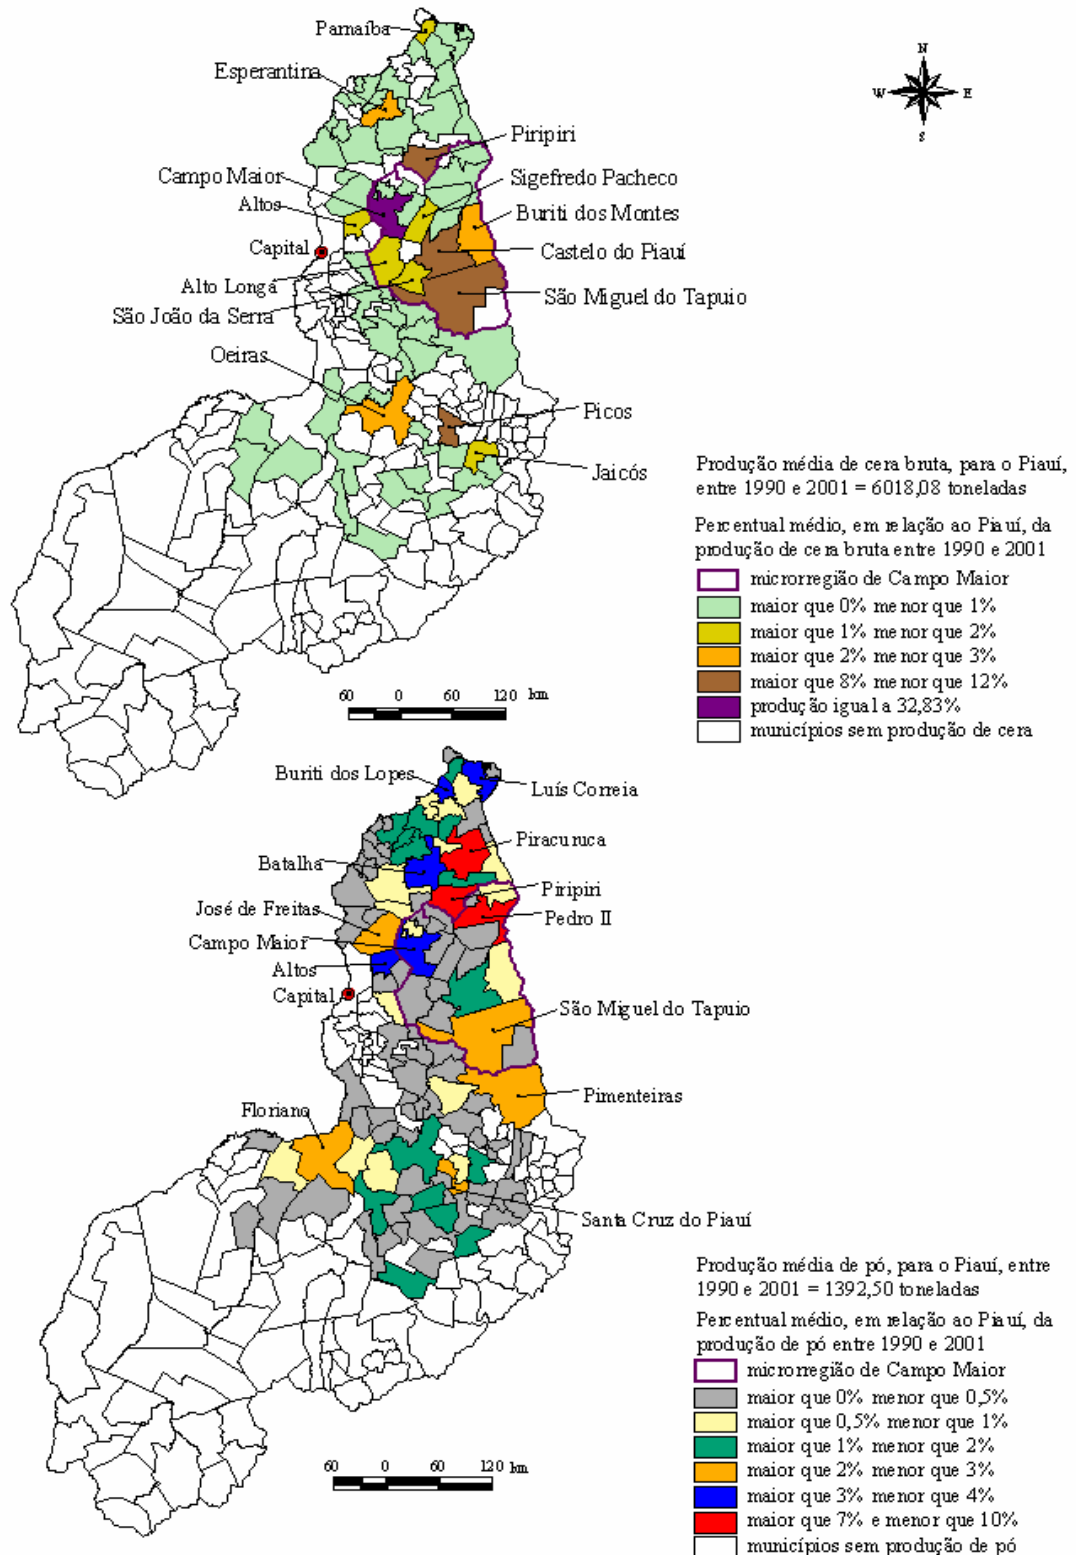 Parnaíba
Esperantina
N
W E
S
Piripiri
Campo Maior
Sigefredo Pacheco
Altos
Buriti dos Montes
Capital
Castelo do Piauí
Alto Longa
São Miguel do Tapuio
São João da Serra
Oeiras
Picos
Jaicós
Produção média de cera bruta, para o Piauí,
entre 1990 e 2001 = 6018,08 toneladas
Percentual médio, em relação ao Piauí, da
produção de cera bruta entre 1990 e 2001
microrregião de Campo Maior
maior que 0% menor que 1%
maior que 1% menor que 2%
maior que 2% menor que 3%
maior que 8% menor que 12%
produção igual a 32,83%
municípios sem produção de cera
60 0 60 120 km
Buriti dos Lopes
Luís Correia
Piracuruca
Batalha
Piripiri
José de Freitas
Pedro II
Campo Maior
Altos
Capital
São Miguel do Tapuio
Pimenteiras
Floriano
Santa Cruz do Piauí
Produção média de pó, para o Piauí, entre
1990 e 2001 = 1392,50 toneladas
Percentual médio, em relação ao Piauí, da
produção de pó entre 1990 e 2001
microrregião de Campo Maior
maior que 0% menor que 0,5%
maior que 0,5% menor que 1%
maior que 1% menor que 2%
maior que 2% menor que 3%
maior que 3% menor que 4%
maior que 7% e menor que 10%
municípios sem produção de pó
60 0 60 120 km